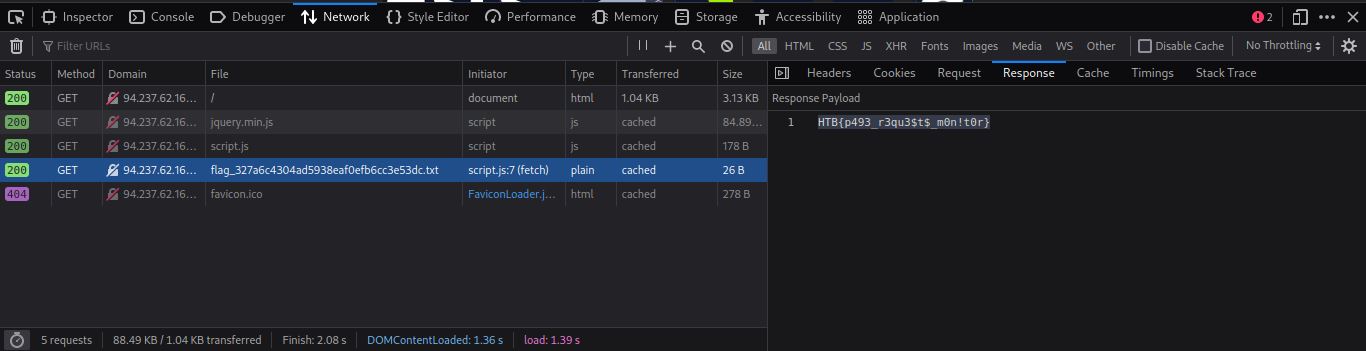 Inspector Console Debugger Network Style Editor Performance Memory Storage Accessibility Application 2
Filter URLs All HTML CSS JS XHR Fonts Images Media WS Other Disable Cache No Throttling
Status Method Domain File Initiator Type Transferred Size Headers Cookies Request Response Cache Timings Stack Trace
200 GET 94.237.62.16... / document html 1.04 KB 3.13 KB Response Payload
200 GET 94.237.62.16... jquery.min.js script js cached 84.89... 1 HTB{p493_r3qu3$t$_m0n!t0r}
200 GET 94.237.62.16... script.js script js cached 178 B
200 GET 94.237.62.16... flag_327a6c4304ad5938eaf0efb6cc3e53dc.txt script.js:7 (fetch) plain cached 26 B
404 GET 94.237.62.16... favicon.ico FaviconLoader.j... html cached 278 B
5 requests 88.49 KB / 1.04 KB transferred Finish: 2.08 s DOMContentLoaded: 1.36 s load: 1.39 s